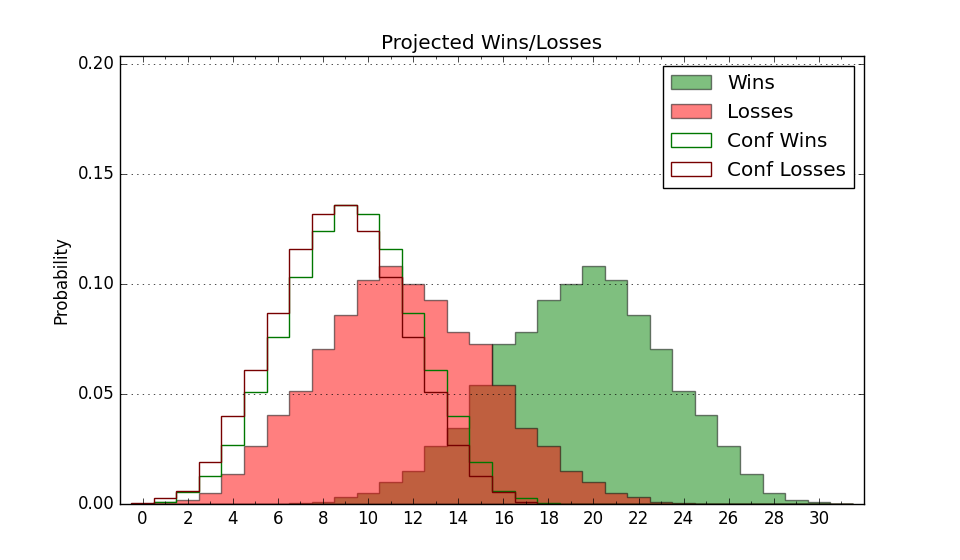 Projected Wins/Losses
0.20
0.15
0.10
0.05
0.00
Probability
Wins
Losses
Conf Wins
Conf Losses
0 2 4 6 8 10 12 14 16 18 20 22 24 26 28 30